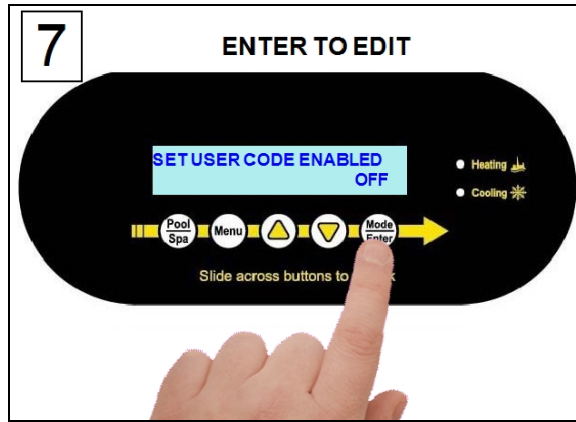 7
ENTER TO EDIT
SET USER CODE ENABLED
OFF
Heating
Cooling
Pool
Spa
Menu
Mode
Enter
Slide across buttons to